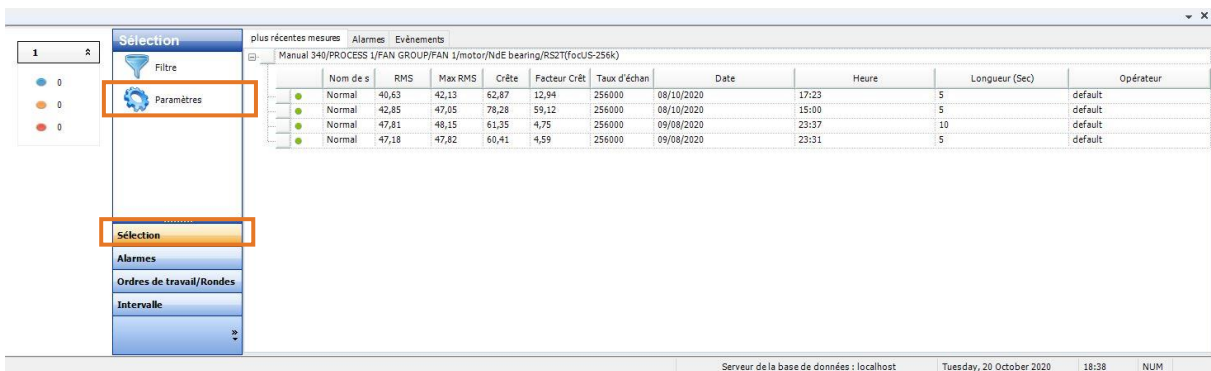 1
0
0
0
Sélection
Filtre
Paramètres
Sélection
Alarmes
Ordres de travail/Rondes
Intervalle
plus récentes mesures Alarmes Evènements
Manual 340/PROCESS 1/FAN GROUP/FAN 1/motor/NdE bearing/RS2T(focUS-256k)
Nom de s RMS Max RMS Crête Facteur Crêt Taux d'échan Date Heure Longueur (Sec) Opérateur
Normal 40,63 42,13 62,87 12,94 256000 08/10/2020 17:23 5 default
Normal 42,85 47,05 78,28 59,12 256000 08/10/2020 15:00 5 default
Normal 47,81 48,15 61,35 4,75 256000 09/08/2020 23:37 10 default
Normal 47,18 47,82 60,41 4,59 256000 09/08/2020 23:31 5 default
Serveur de la base de données : localhost Tuesday, 20 October 2020 18:38 NUM